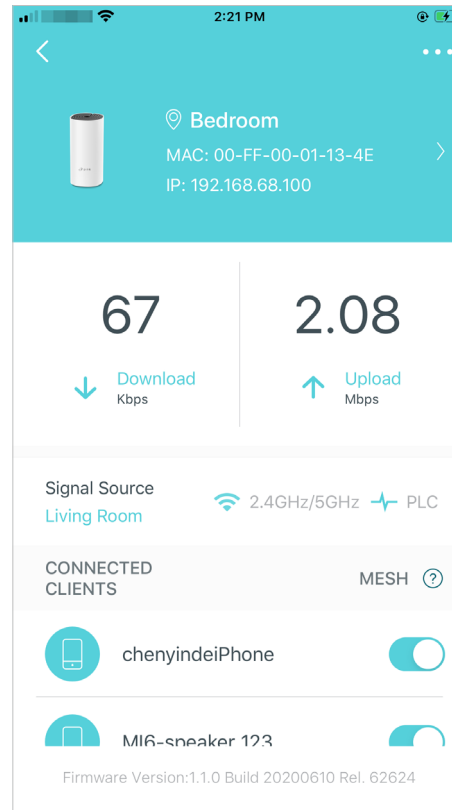 2:21 PM
Bedroom
MAC: 00-FF-00-01-13-4E
IP: 192.168.68.100
67
2.08
Download
Kbps
Upload
Mbps
Signal Source
2.4GHz/5GHz
PLC
Living Room
CONNECTED
CLIENTS
MESH ?
chenyindeiPhone
MI6-speaker 123
Firmware Version:1.1.0 Build 20200610 Rel. 62624